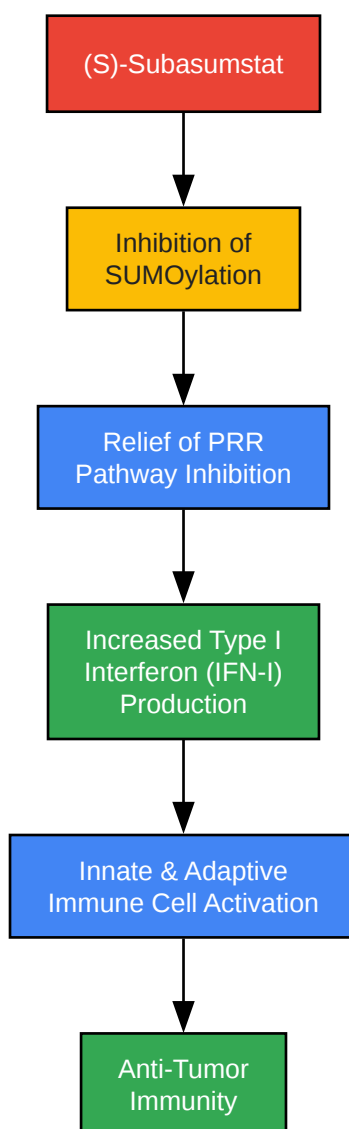 (S)-Subasumstat
Inhibition of
SUMOylation
Relief of PRR
Pathway Inhibition
Increased Type I
Interferon (IFN-I)
Production
Innate & Adaptive
Immune Cell Activation
Anti-Tumor
Immunity